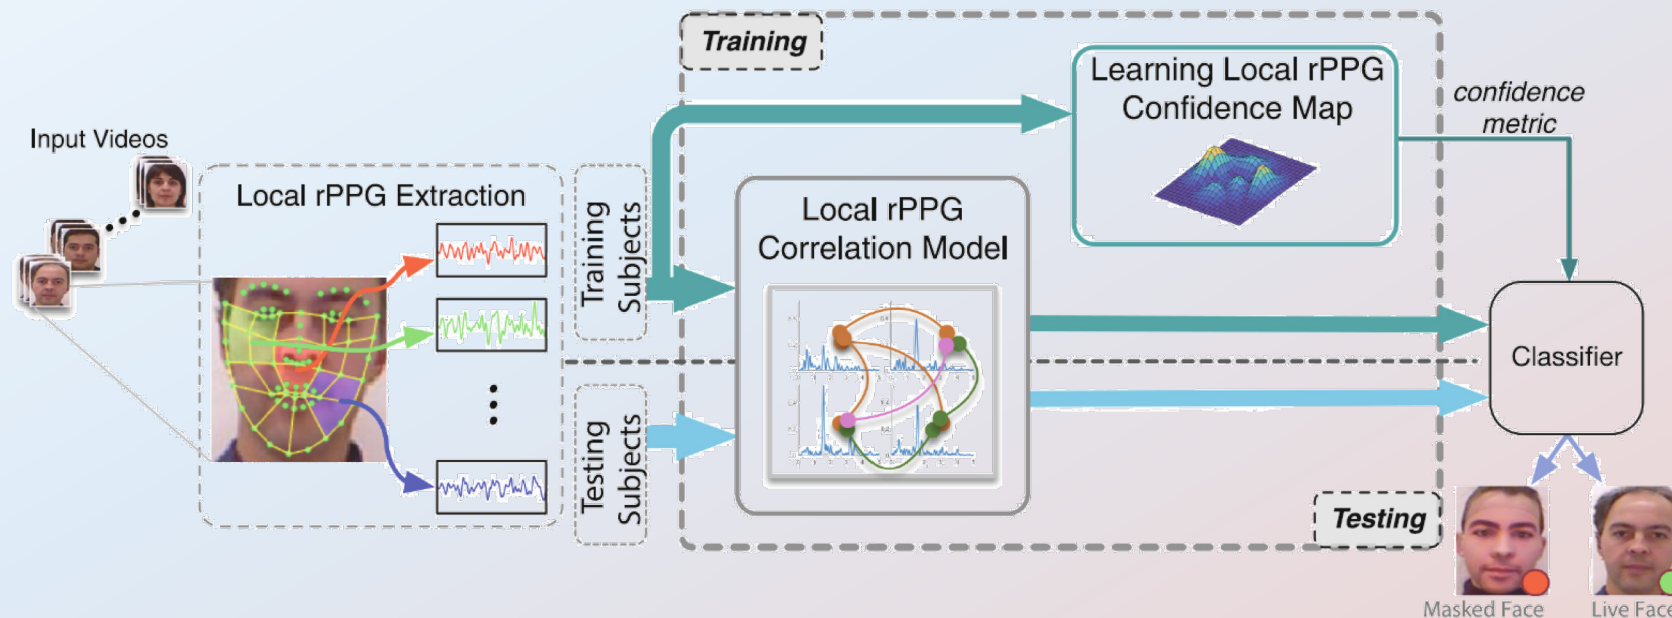 Training
Learning Local rPPG
Confidence Map
confidence
metric
Input Videos
Local rPPG Extraction
Training
Subjects
Local rPPG
Correlation Model
Classifier
Testing
Subjects
Testing
Masked Face
Live Face